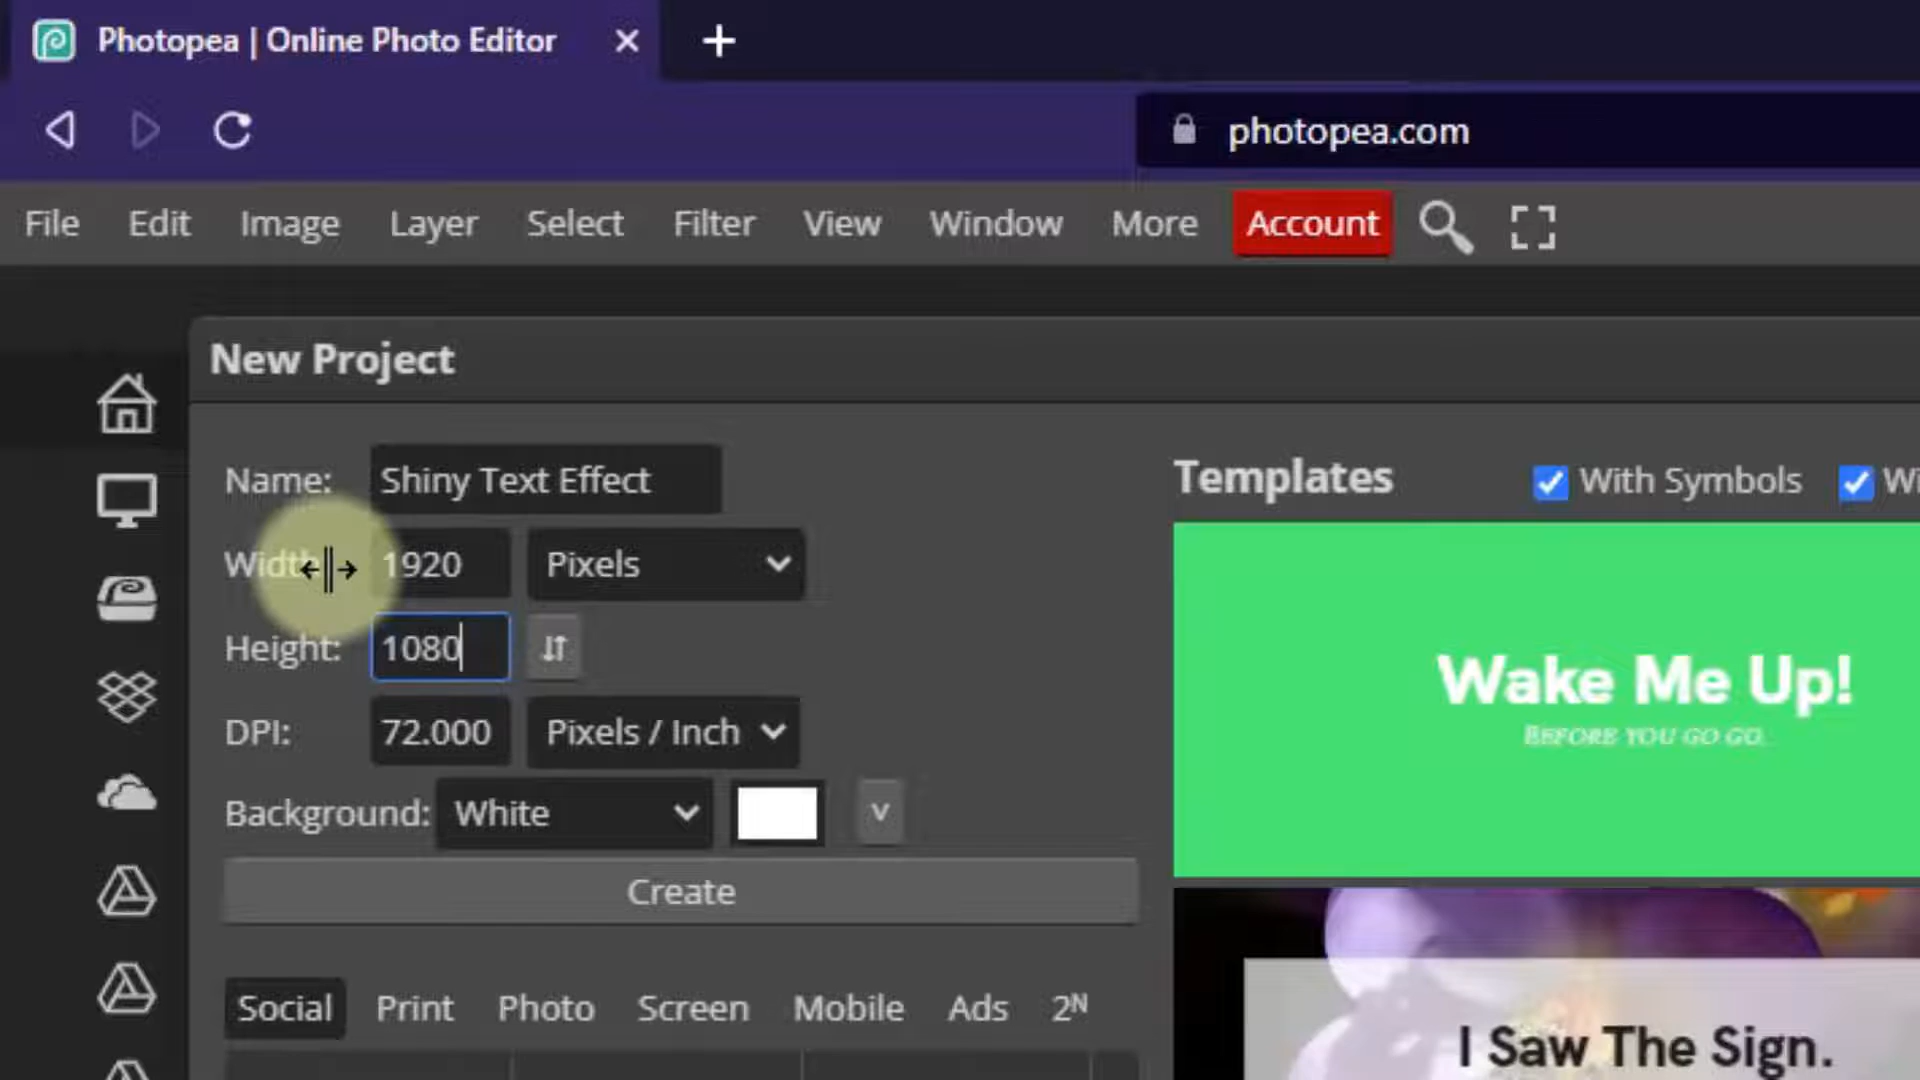 Photopea | Online Photo Editor
photopea.com
File Edit Image Layer Select Filter View Window More Account
New Project
Name: Shiny Text Effect
Width: 1920 Pixels
Height: 1080
DPI: 72.000 Pixels / Inch
Background: White
Create
Social Print Photo Screen Mobile Ads 2ᴺ
Templates With Symbols
Wake Me Up!
BEFORE YOU GO GO.
I Saw The Sign.